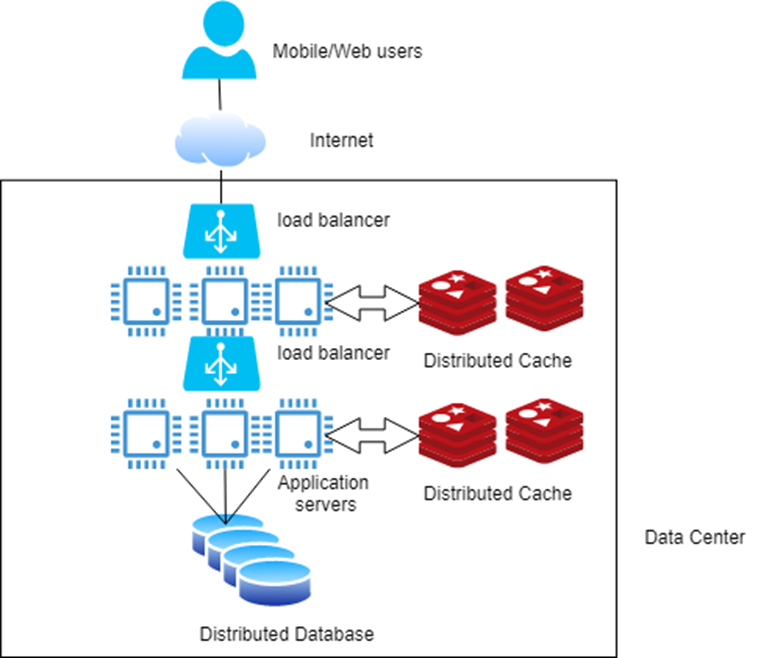 Mobile/Web users
Internet
load balancer
load balancer
Distributed Cache
Application
servers
Distributed Cache
Data Center
Distributed Database